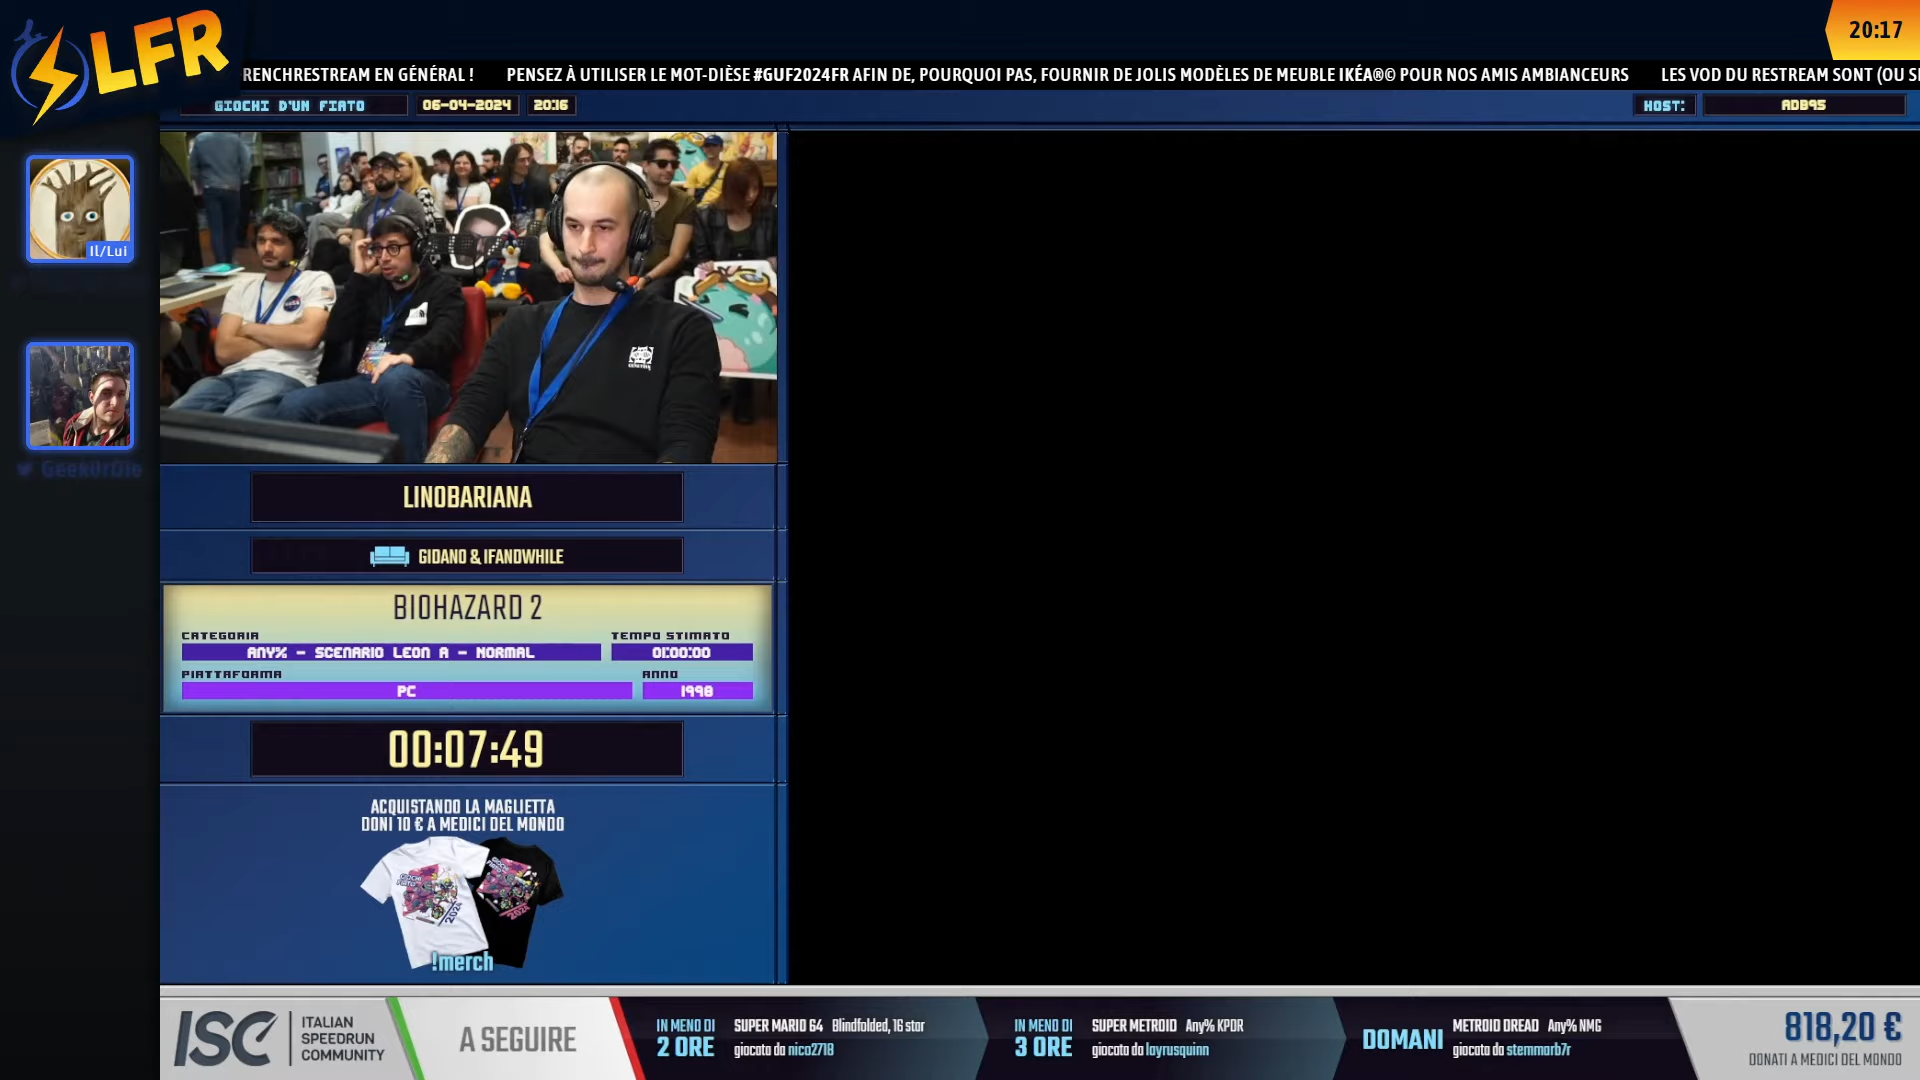 LFR
20:17
RENCHRESTREAM EN GÉNÉRAL ! PENSEZ À UTILISER LE MOT-DIÈSE #GUF2024FR AFIN DE, POURQUOI PAS, FOURNIR DE JOLIS MODÈLES DE MEUBLE IKÉA®© POUR NOS AMIS AMBIANCEURS LES VOD DU RESTREAM SONT (OU S
GIOCHI D'UN FIATO 06-04-2024 20:16 HOST: ADB95
Il/Lui
GeekOrDie
LINOBARIANA
GIDANO & IFANDWHILE
BIOHAZARD 2
CATEGORIA TEMPO STIMATO
ANY% - SCENARIO LEON A - NORMAL 01:00:00
PIATTAFORMA ANNO
PC 1998
00:07:49
ACQUISTANDO LA MAGLIETTA
DONI 10 € A MEDICI DEL MONDO
!merch
ISC ITALIAN
SPEEDRUN
COMMUNITY
A SEGUIRE
IN MENO DI
2 ORE
SUPER MARIO 64 Blindfolded, 16 star
giocato da nico2718
IN MENO DI
3 ORE
SUPER METROID Any% KPDR
giocato da layrusquinn
DOMANI
METROID DREAD Any% NMG
giocato da stemmarb7r
818,20 €
DONATI A MEDICI DEL MONDO